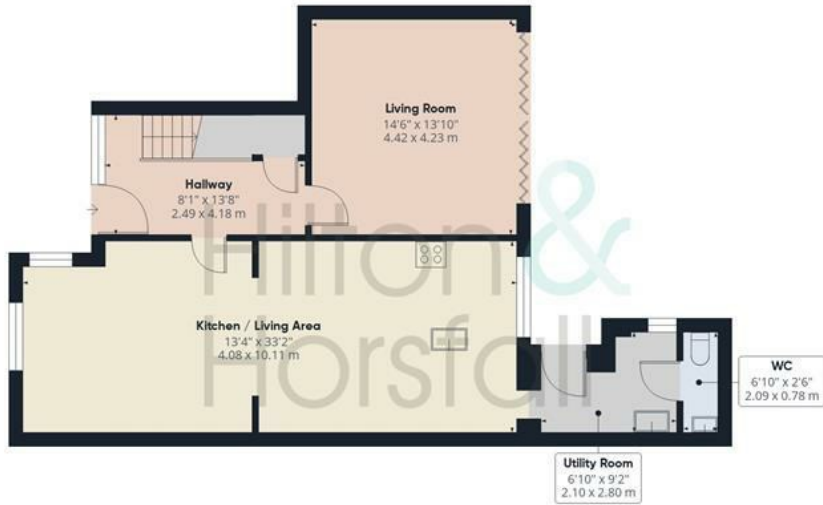 Living Room
14'6" x 13'10"
4.42 x 4.23 m
Hallway
8'1" x 13'8"
2.49 x 4.18 m
Hilton &
Horsfall
Kitchen / Living Area
13'4" x 33'2"
4.08 x 10.11 m
WC
6'10" x 2'6"
2.09 x 0.78 m
Utility Room
6'10" x 9'2"
2.10 x 2.80 m